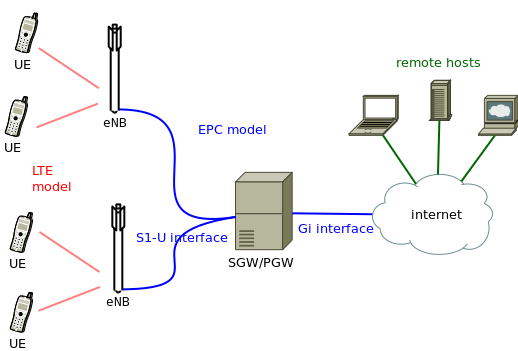 remote hosts
UE
eNB
EPC model
UE
LTE
model
internet
Gi interface
S1-U interface
SGW/PGW
UE
eNB
UE